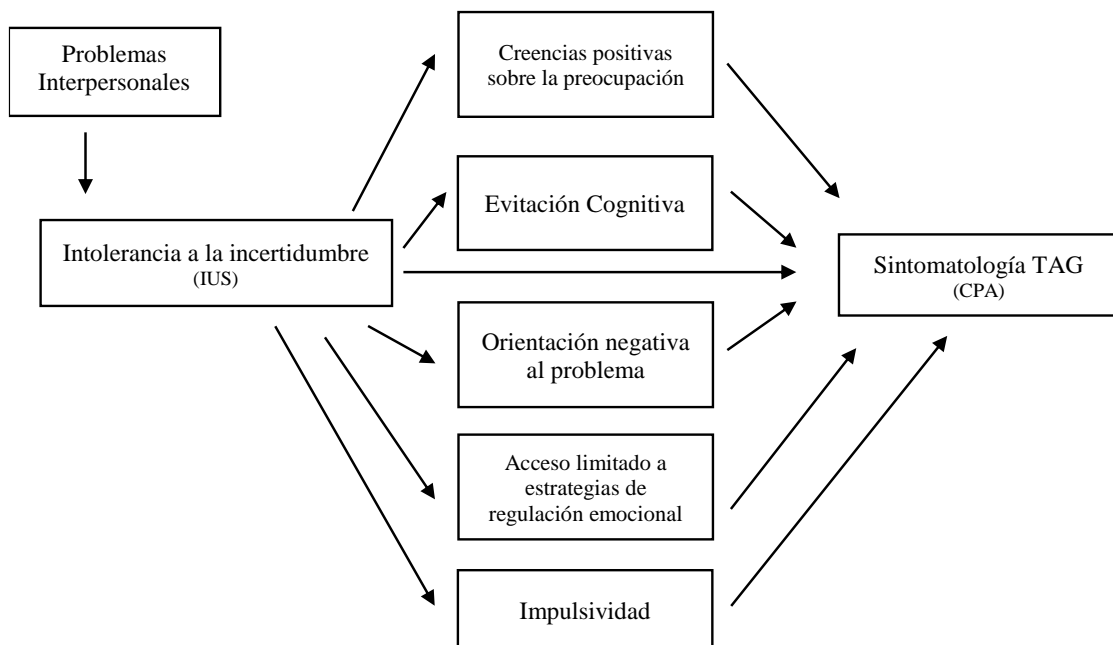 Problemas
Interpersonales
Creencias positivas
sobre la preocupación
Evitación Cognitiva
Intolerancia a la incertidumbre
(IUS)
Sintomatología TAG
(CPA)
Orientación negativa
al problema
Acceso limitado a
estrategias de
regulación emocional
Impulsividad